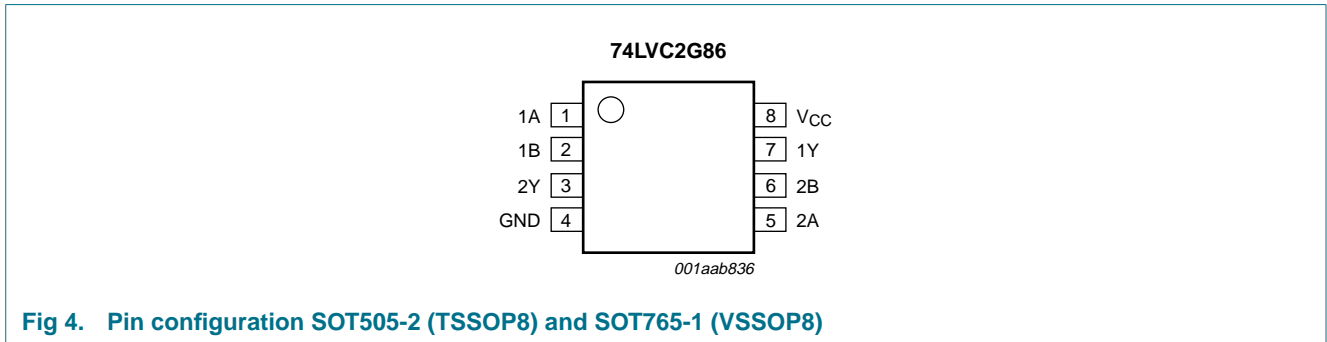 74LVC2G86
1A 1 8 VCC
1B 2 7 1Y
2Y 3 6 2B
GND 4 5 2A
001aab836
Fig 4. Pin configuration SOT505-2 (TSSOP8) and SOT765-1 (VSSOP8)